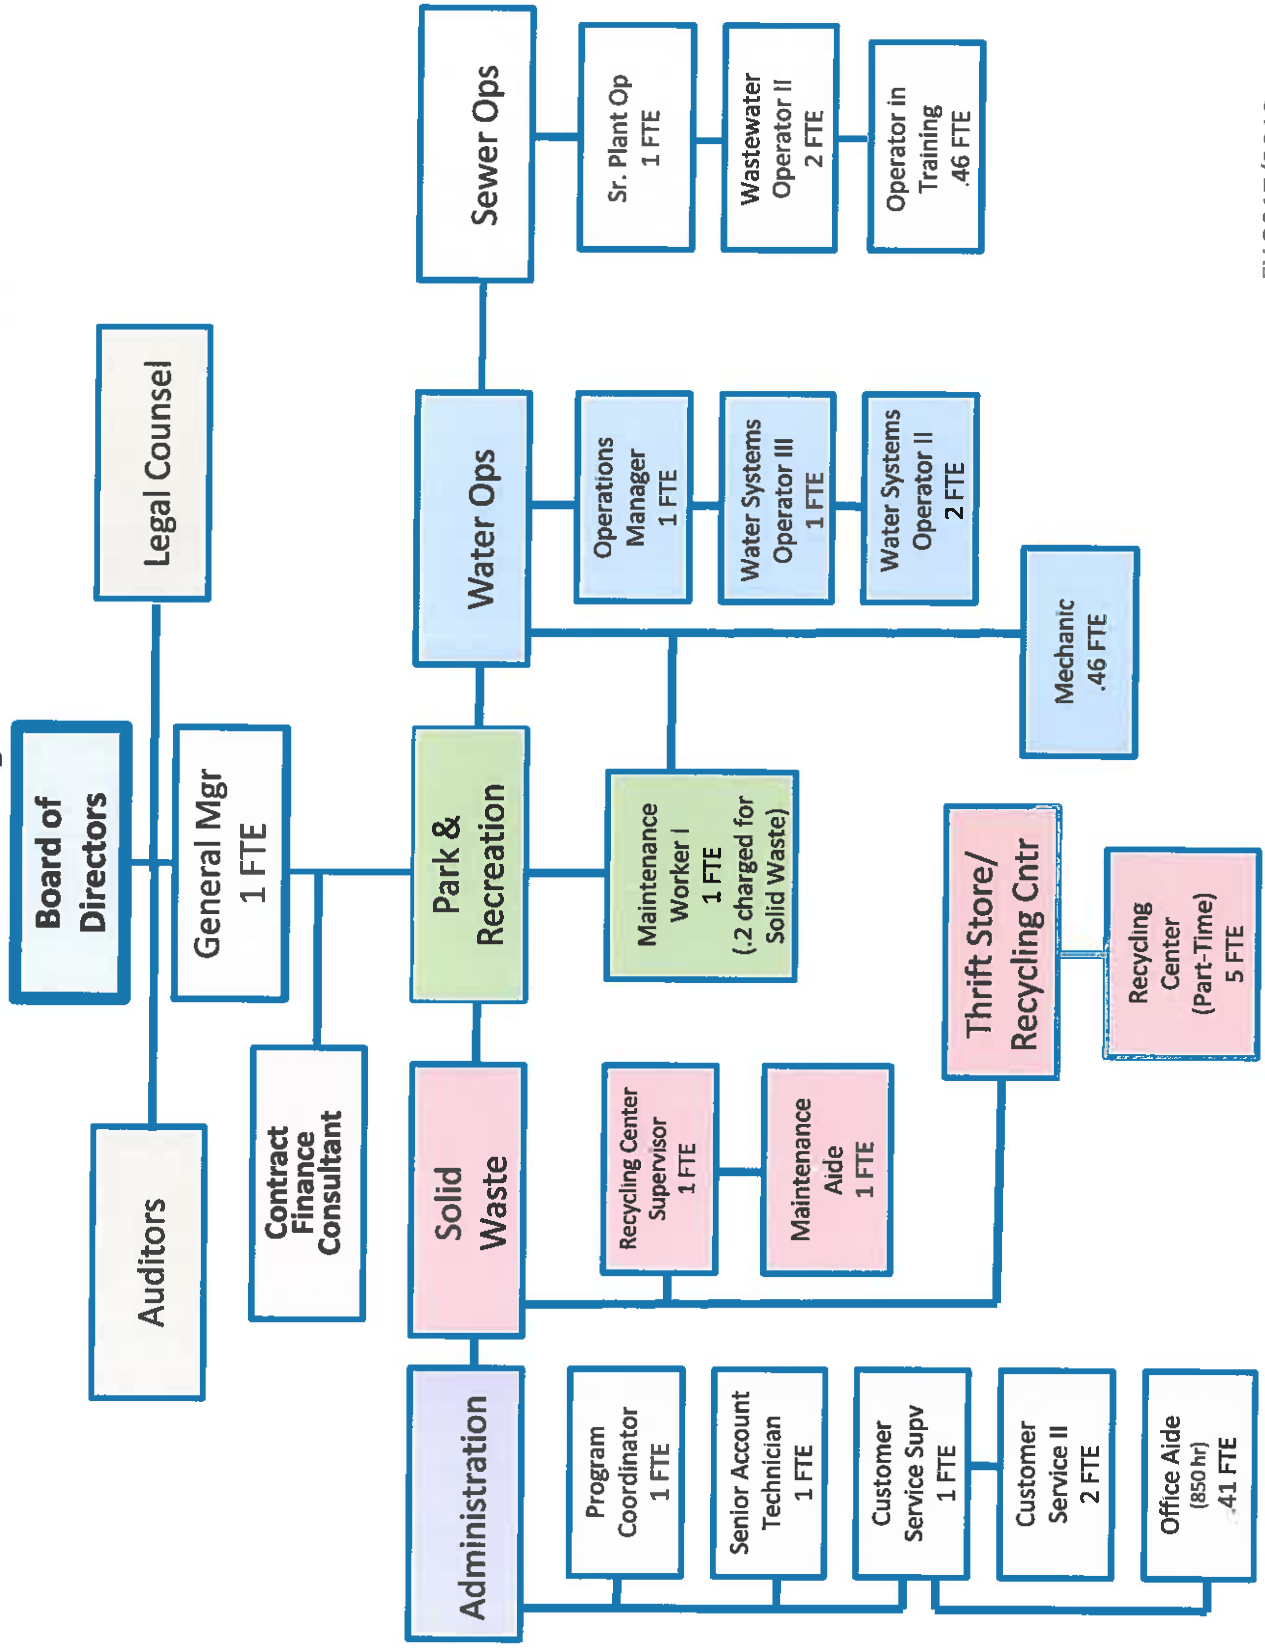 Board of
Directors
Auditors
Legal Counsel
General Mgr
1 FTE
Contract
Finance
Consultant
Administration
Program
Coordinator
1 FTE
Senior Account
Technician
1 FTE
Customer
Service Supv
1 FTE
Customer
Service II
2 FTE
Office Aide
(850 hr)
.41 FTE
Solid
Waste
Recycling Center
Supervisor
1 FTE
Maintenance
Aide
1 FTE
Thrift Store/
Recycling Cntr
Recycling
Center
(Part-Time)
5 FTE
Park &
Recreation
Maintenance
Worker I
1 FTE
(.2 charged for
Solid Waste)
Water Ops
Operations
Manager
1 FTE
Water Systems
Operator III
1 FTE
Water Systems
Operator II
2 FTE
Mechanic
.46 FTE
Sewer Ops
Sr. Plant Op
1 FTE
Wastewater
Operator II
2 FTE
Operator in
Training
.46 FTE